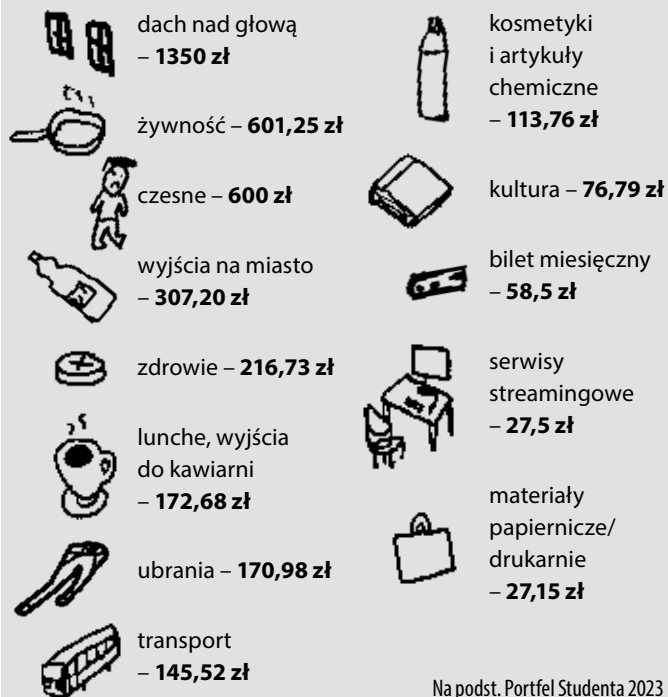 dach nad głową
– 1350 zł
żywność – 601,25 zł
czesne – 600 zł
wyjścia na miasto
– 307,20 zł
zdrowie – 216,73 zł
lunche, wyjścia
do kawiarni
– 172,68 zł
ubrania – 170,98 zł
transport
– 145,52 zł
kosmetyki
i artykuły
chemiczne
– 113,76 zł
kultura – 76,79 zł
bilet miesięczny
– 58,5 zł
serwisy
streamingowe
– 27,5 zł
materiały
papiernicze/
drukarnie
– 27,15 zł
Na podst. Portfel Studenta 2023